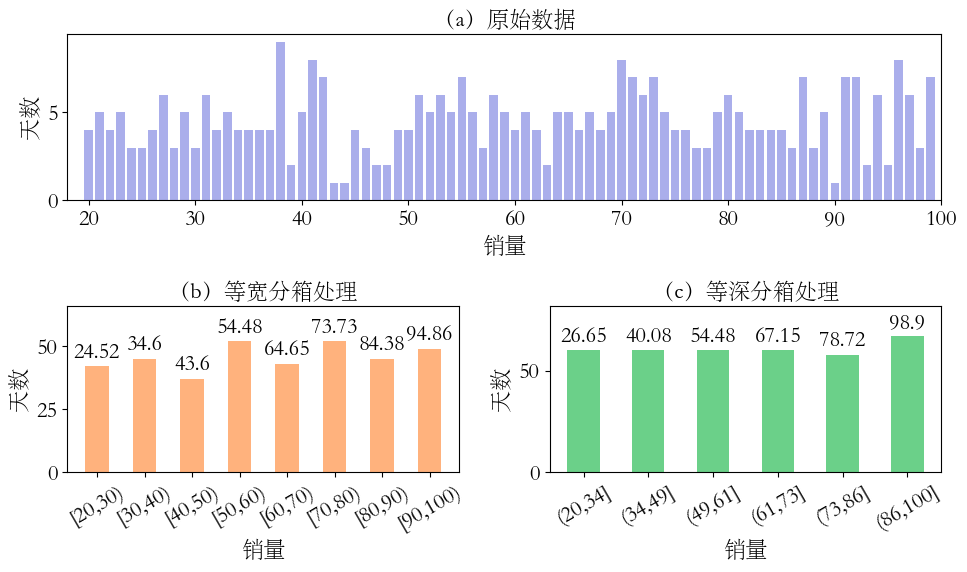 (a) 原始数据
天数
5
0
20 30 40 50 60 70 80 90 100
销量
(b) 等宽分箱处理
天数
50
25
0
24.52 34.6 43.6 54.48 64.65 73.73 84.38 94.86
[20,30) [30,40) [40,50) [50,60) [60,70) [70,80) [80,90) [90,100)
销量
(c) 等深分箱处理
天数
50
0
26.65 40.08 54.48 67.15 78.72 98.9
(20,34] (34,49] (49,61] (61,73] (73,86] (86,100]
销量